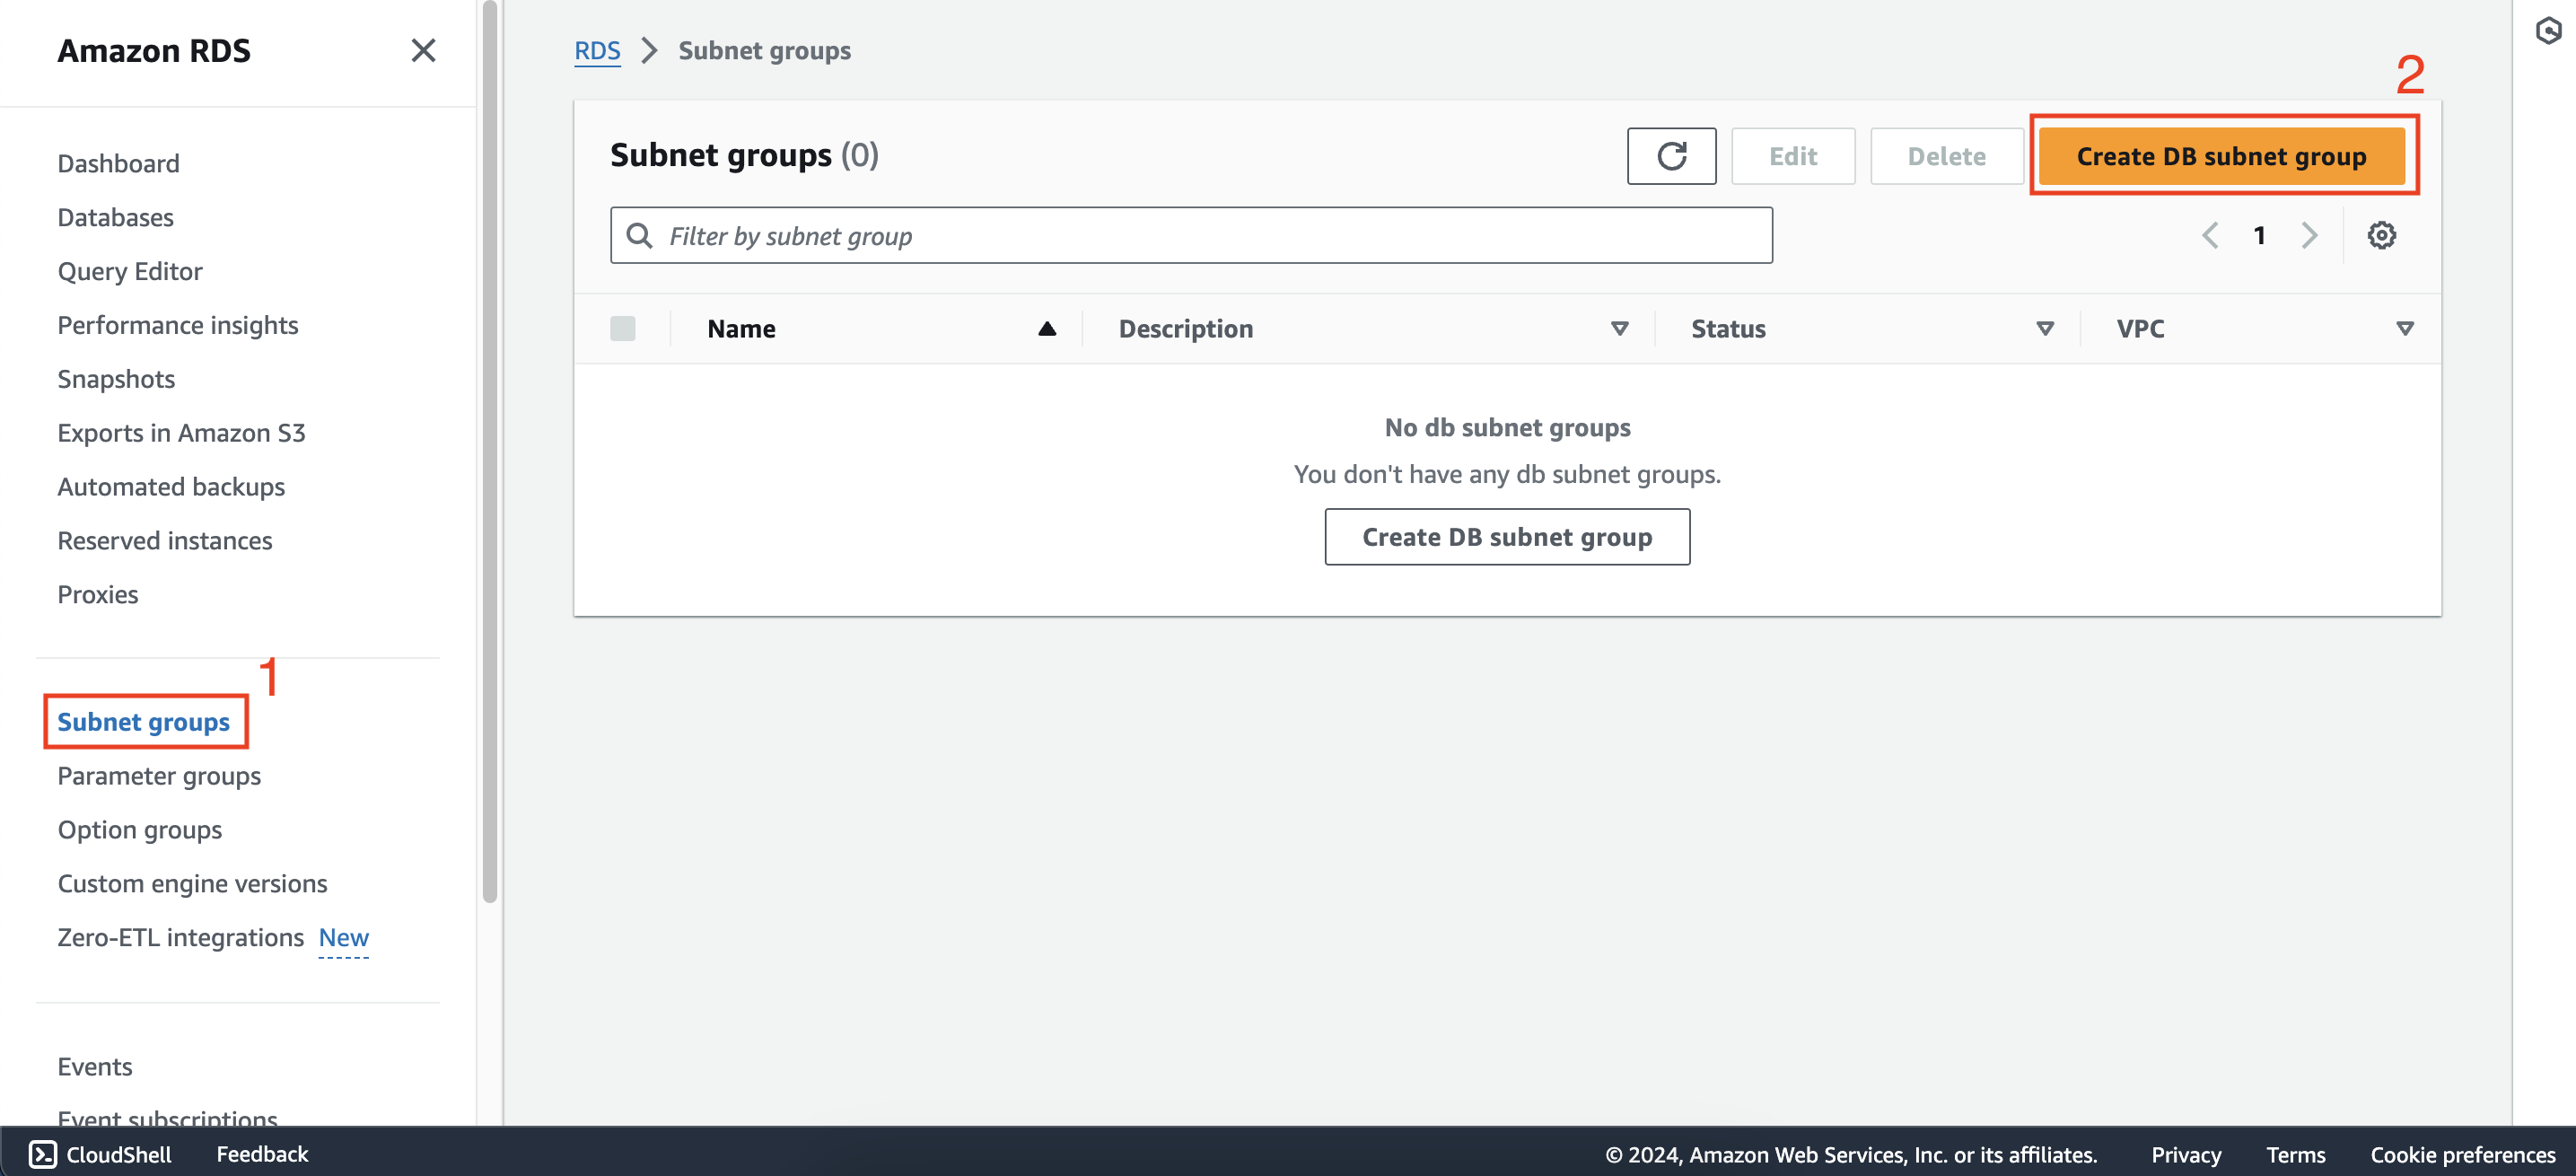 Amazon RDS
Dashboard
Databases
Query Editor
Performance insights
Snapshots
Exports in Amazon S3
Automated backups
Reserved instances
Proxies
1
Subnet groups
Parameter groups
Option groups
Custom engine versions
Zero-ETL integrations New
Events
Event subscriptions
RDS > Subnet groups
2
Subnet groups (0)
Edit
Delete
Create DB subnet group
Filter by subnet group
1
Name
Description
Status
VPC
No db subnet groups
You don't have any db subnet groups.
Create DB subnet group
CloudShell
Feedback
© 2024, Amazon Web Services, Inc. or its affiliates.
Privacy
Terms
Cookie preferences